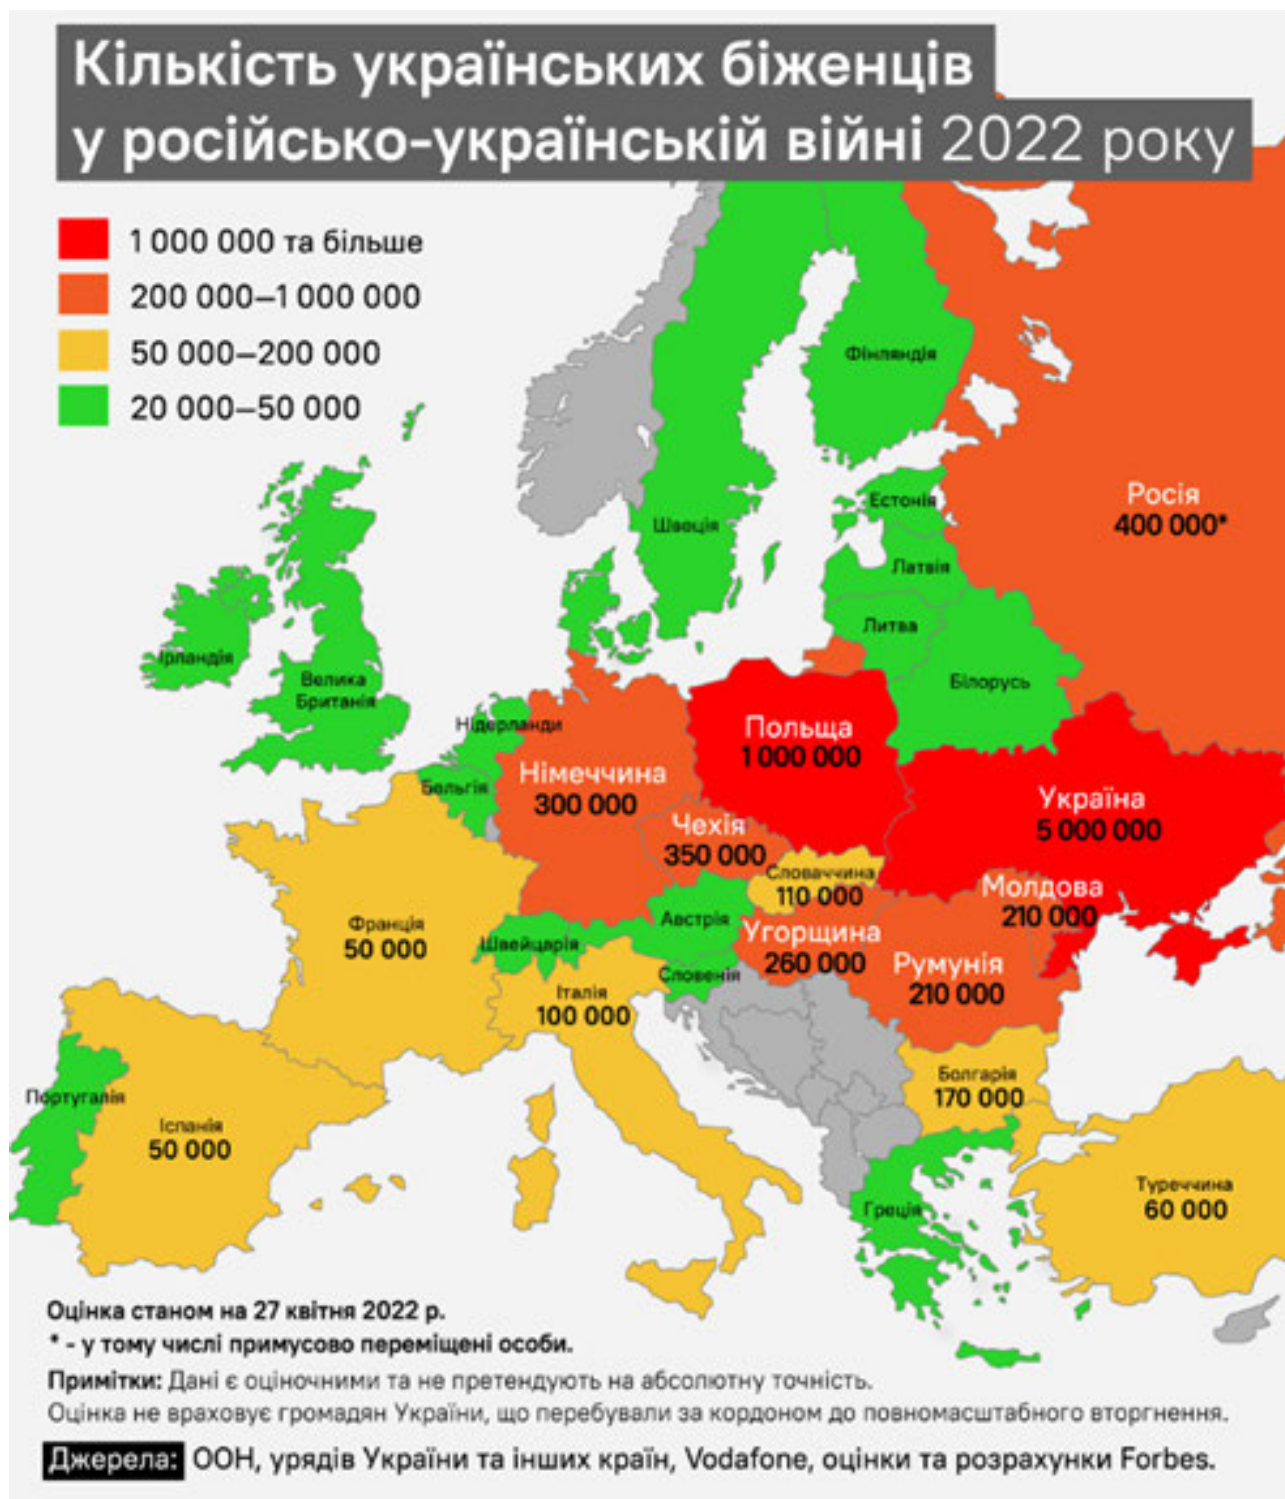 Кількість українських біженців
у російсько-українській війні 2022 року
1 000 000 та більше
200 000–1 000 000
50 000–200 000
20 000–50 000
Фінляндія
Росія
400 000*
Естонія
Швеція
Латвія
Литва
Ірландія
Велика
Британія
Білорусь
Нідерланди
Польща
1 000 000
Німеччина
300 000
Бельгія
Україна
5 000 000
Чехія
350 000
Словаччина
110 000
Молдова
210 000
Франція
50 000
Швейцарія
Австрія
Угорщина
260 000
Румунія
210 000
Словенія
Італія
100 000
Болгарія
170 000
Португалія
Іспанія
50 000
Туреччина
60 000
Греція
Оцінка станом на 27 квітня 2022 р.
* - у тому числі примусово переміщені особи.
Примітки: Дані є оціночними та не претендують на абсолютну точність.
Оцінка не враховує громадян України, що перебували за кордоном до повномасштабного вторгнення.
Джерела: ООН, урядів України та інших країн, Vodafone, оцінки та розрахунки Forbes.